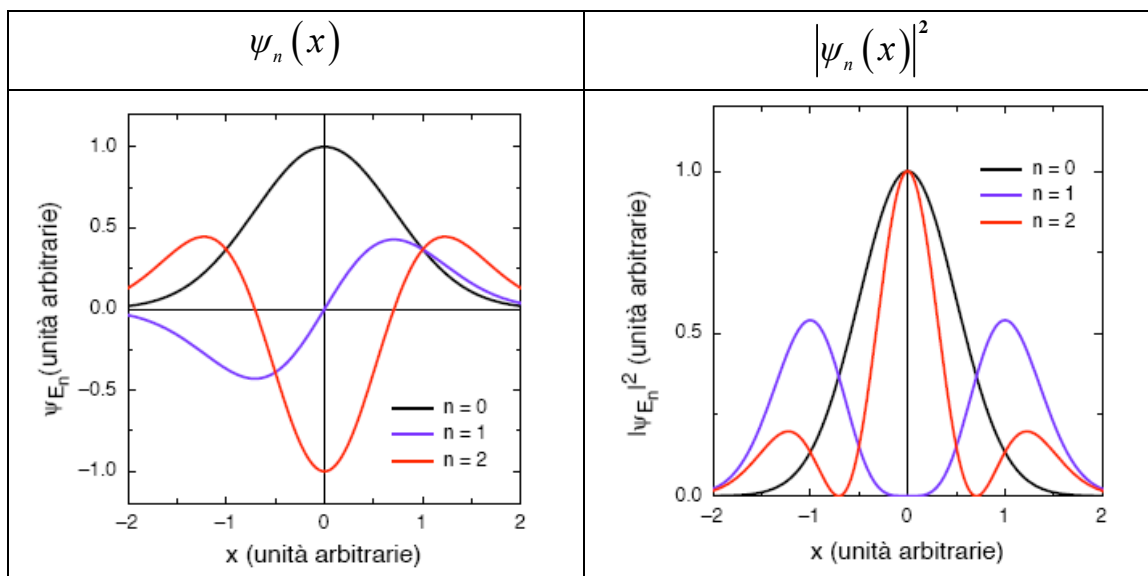 ψₙ(x)
|ψₙ(x)|²
ψ_Eₙ(unità arbitrarie)
1.0
0.5
0.0
−0.5
−1.0
n = 0
n = 1
n = 2
−2
−1
0
1
2
x (unità arbitrarie)
|ψ_Eₙ|² (unità arbitrarie)
1.0
0.5
0.0
n = 0
n = 1
n = 2
−2
−1
0
1
2
x (unità arbitrarie)